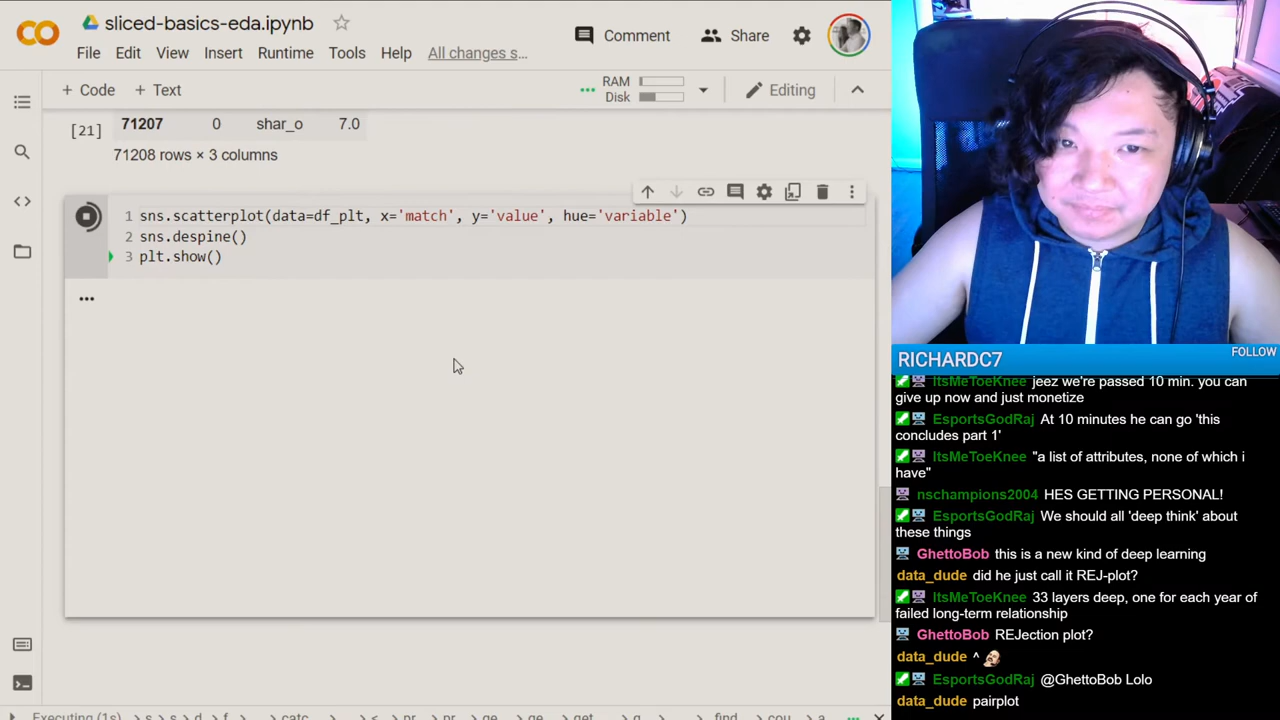 sliced-basics-eda.ipynb
Comment
Share
File Edit View Insert Runtime Tools Help All changes s…
+ Code + Text
RAM
Disk
Editing
[21]
71207 0 shar_o 7.0
71208 rows × 3 columns
1 sns.scatterplot(data=df_plt, x='match', y='value', hue='variable')
2 sns.despine()
3 plt.show()
RICHARDC7
FOLLOW
ItsMeToeKnee jeez we're passed 10 min. you can
give up now and just monetize
EsportsGodRaj At 10 minutes he can go 'this
concludes part 1'
ItsMeToeKnee "a list of attributes, none of which i
have"
nschampions2004 HES GETTING PERSONAL!
EsportsGodRaj We should all 'deep think' about
these things
GhettoBob this is a new kind of deep learning
data_dude did he just call it REJ-plot?
ItsMeToeKnee 33 layers deep, one for each year of
failed long-term relationship
GhettoBob REJection plot?
data_dude ^
EsportsGodRaj @GhettoBob Lolo
data_dude pairplot